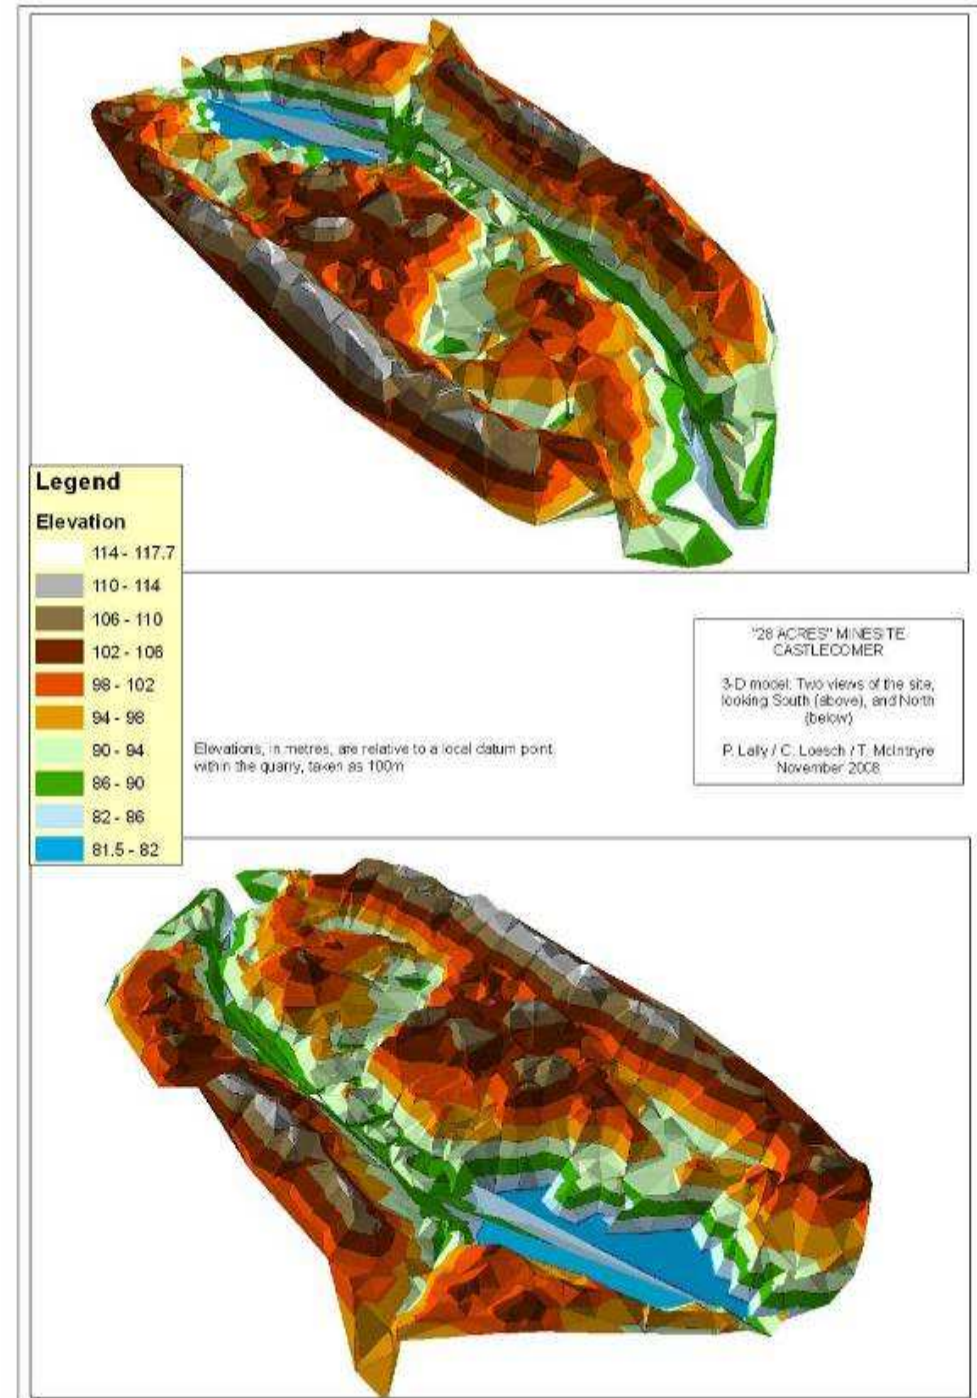 Legend
Elevation
114 - 117.7
110 - 114
106 - 110
102 - 106
98 - 102
94 - 98
90 - 94
86 - 90
82 - 86
81.5 - 82
Elevations, in metres, are relative to a local datum point
within the quarry, taken as 100m
"28 ACRES" MINESITE
CASTLECOMER
3-D model: Two views of the site,
looking South (above), and North
(below)
P. Lally / C. Loesch / T. McIntyre
November 2008